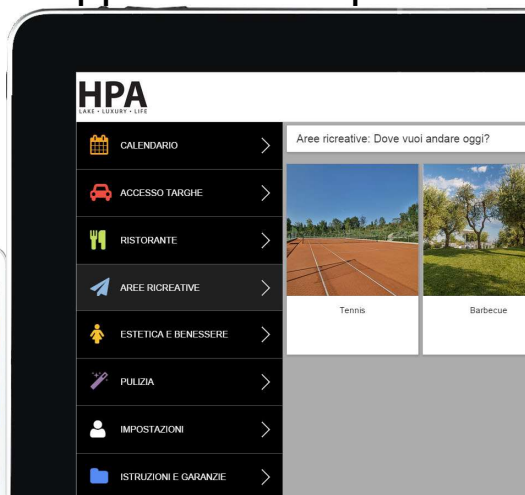 HPA
LAKE • LUXURY • LIFE
CALENDARIO
ACCESSO TARGHE
RISTORANTE
AREE RICREATIVE
ESTETICA E BENESSERE
PULIZIA
IMPOSTAZIONI
ISTRUZIONI E GARANZIE
Aree ricreative: Dove vuoi andare oggi?
Tennis
Barbecue